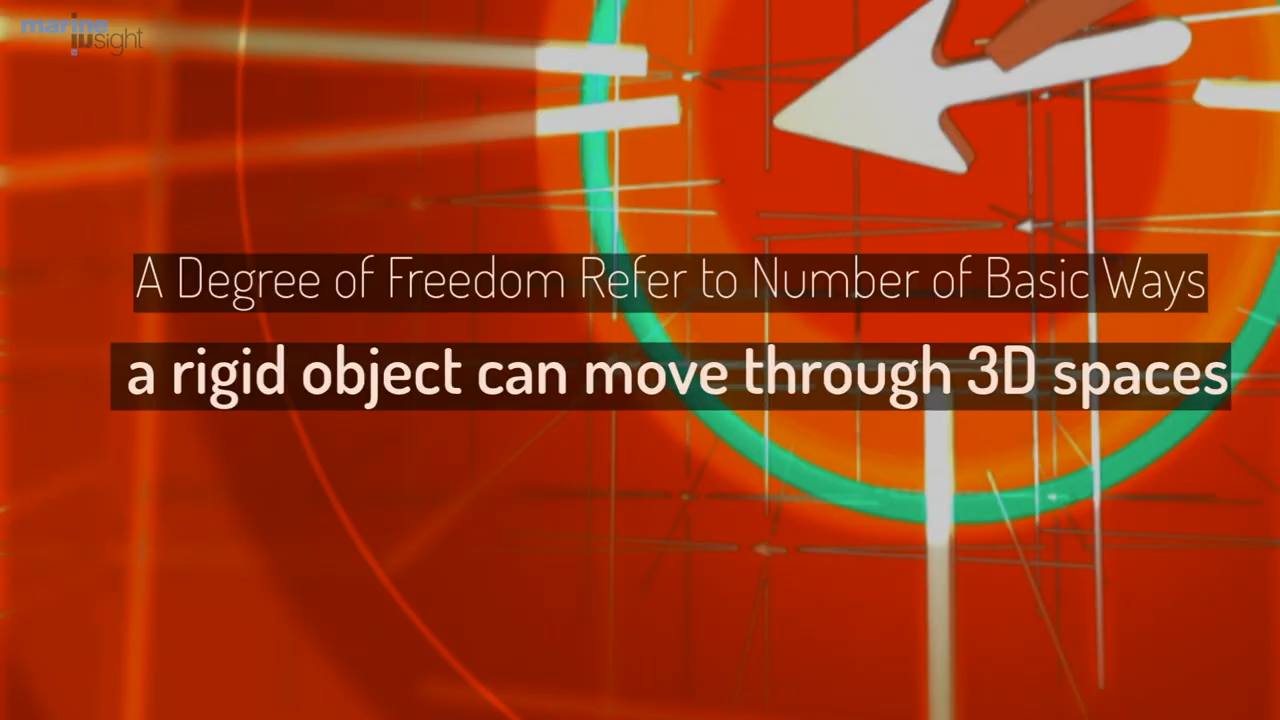 marine
insight
A Degree of Freedom Refer to Number of Basic Ways
a rigid object can move through 3D spaces